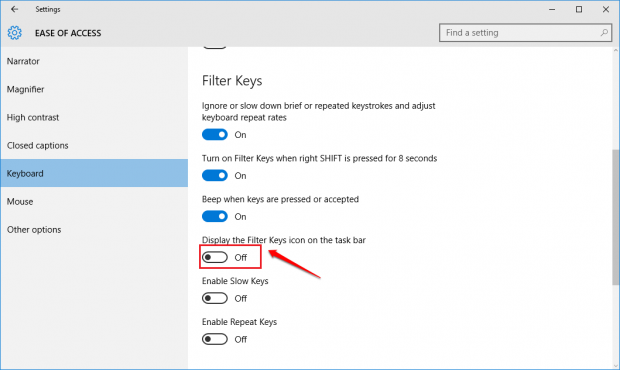 Settings
EASE OF ACCESS
Find a setting
Narrator
Magnifier
High contrast
Closed captions
Keyboard
Mouse
Other options
Filter Keys
Ignore or slow down brief or repeated keystrokes and adjust
keyboard repeat rates
On
Turn on Filter Keys when right SHIFT is pressed for 8 seconds
On
Beep when keys are pressed or accepted
On
Display the Filter Keys icon on the task bar
Off
Enable Slow Keys
Off
Enable Repeat Keys
Off